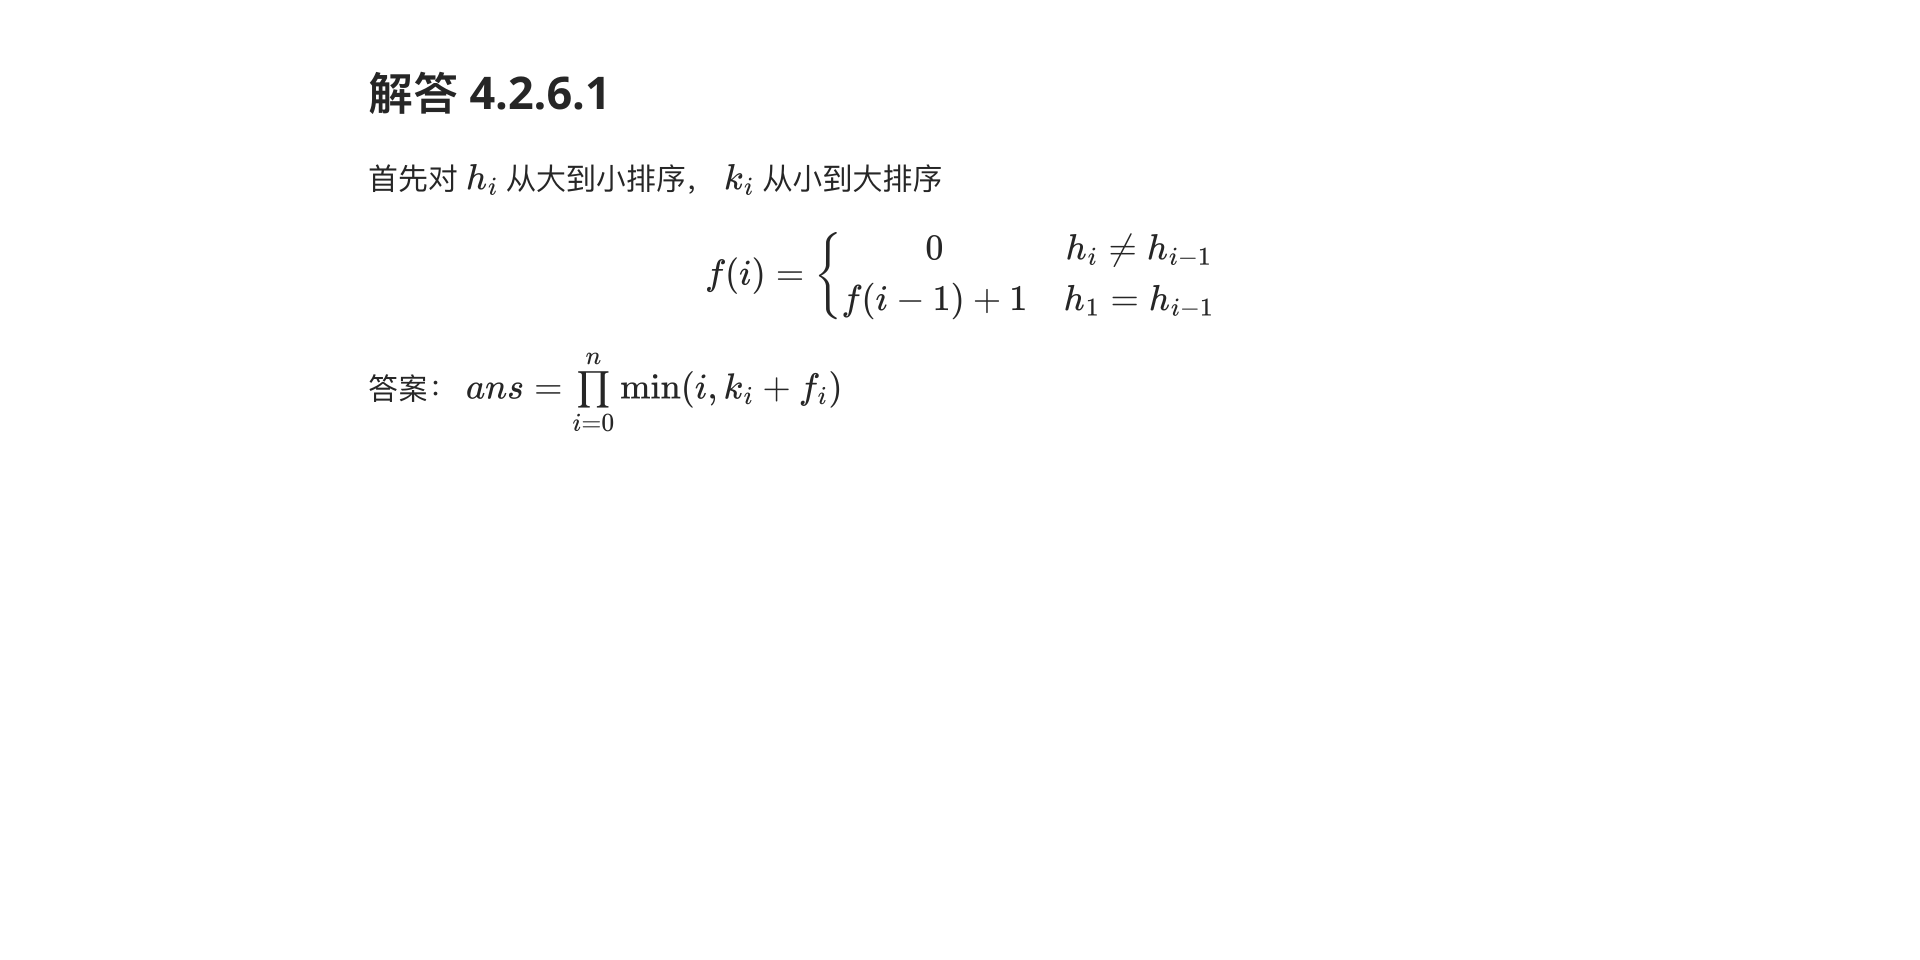 解答 4.2.6.1
首先对 $h_i$ 从大到小排序， $k_i$ 从小到大排序
$$f(i) = \begin{cases} 0 & h_i \neq h_{i-1} \\ f(i-1)+1 & h_1 = h_{i-1} \end{cases}$$
答案： $ans = \prod\limits_{i=0}^{n} \min(i, k_i + f_i)$